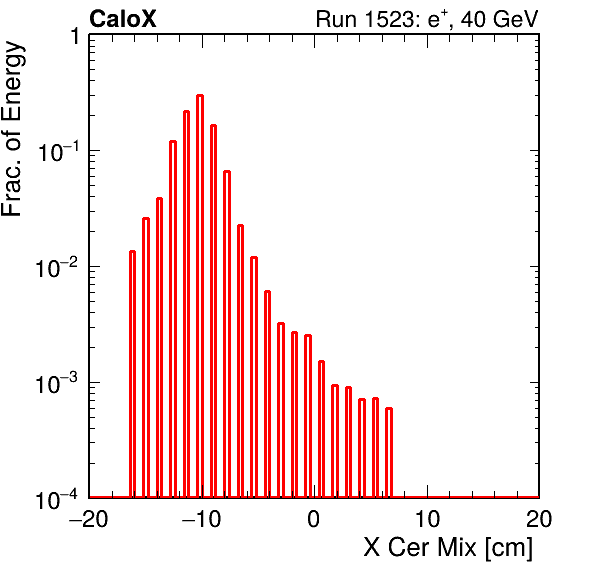 CaloX Run 1523: e⁺, 40 GeV
Frac. of Energy
1
10⁻¹
10⁻²
10⁻³
10⁻⁴
−20 −10 0 10 20
X Cer Mix [cm]